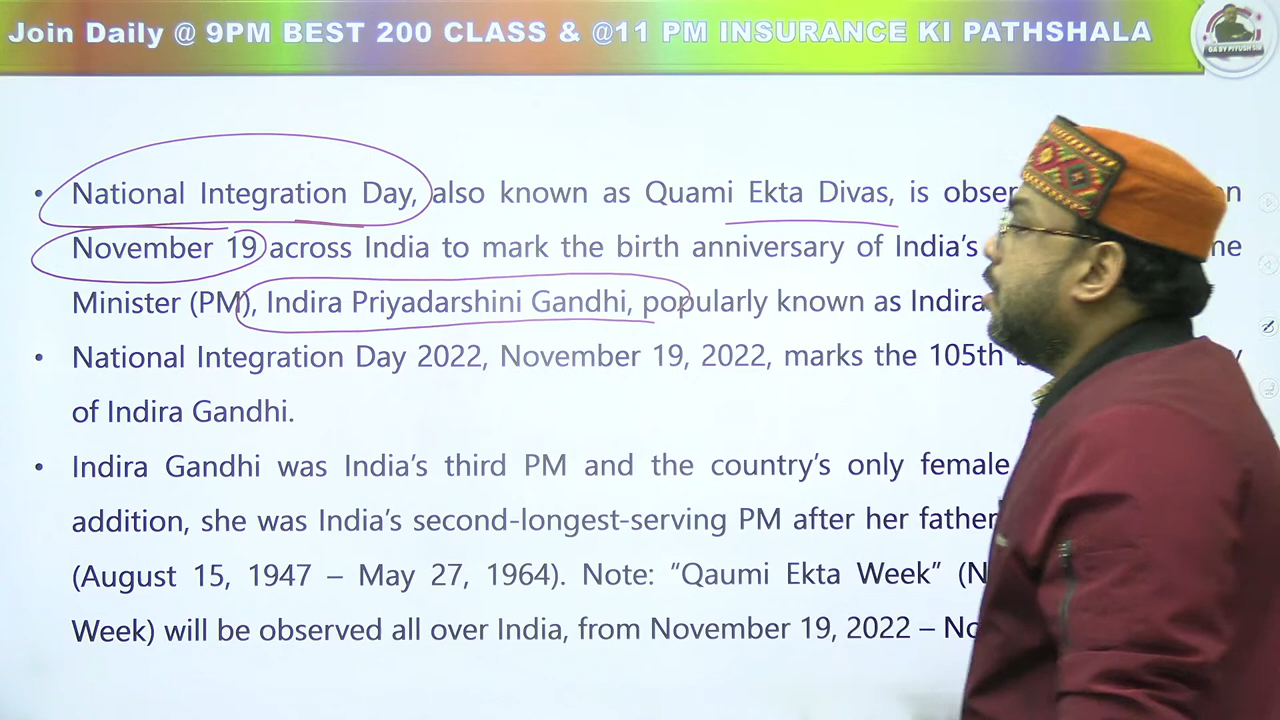 Join Daily @ 9PM BEST 200 CLASS & @11 PM INSURANCE KI PATHSHALA
GA BY PIYUSH SIR
• National Integration Day, also known as Quami Ekta Divas, is
November 19 across India to mark the birth anniversary of India's
Minister (PM), Indira Priyadarshini Gandhi, popularly known as Indira
• National Integration Day 2022, November 19, 2022, marks the 105th
of Indira Gandhi.
• Indira Gandhi was India's third PM and the country's only female
addition, she was India's second-longest-serving PM after her father
(August 15, 1947 – May 27, 1964). Note: "Qaumi Ekta Week"
Week) will be observed all over India, from November 19, 2022 –